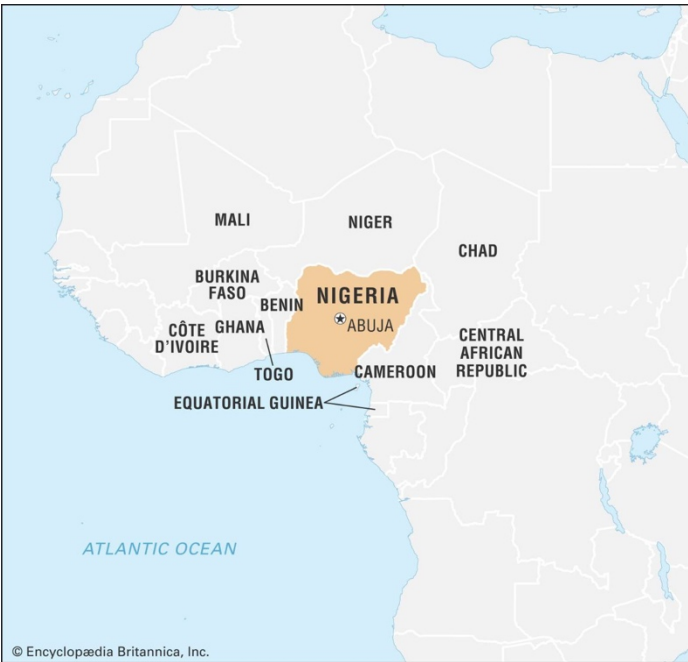 MALI
NIGER
CHAD
BURKINA
FASO
BENIN
NIGERIA
ABUJA
CÔTE
D'IVOIRE
GHANA
TOGO
CAMEROON
CENTRAL
AFRICAN
REPUBLIC
EQUATORIAL GUINEA
ATLANTIC OCEAN
© Encyclopædia Britannica, Inc.